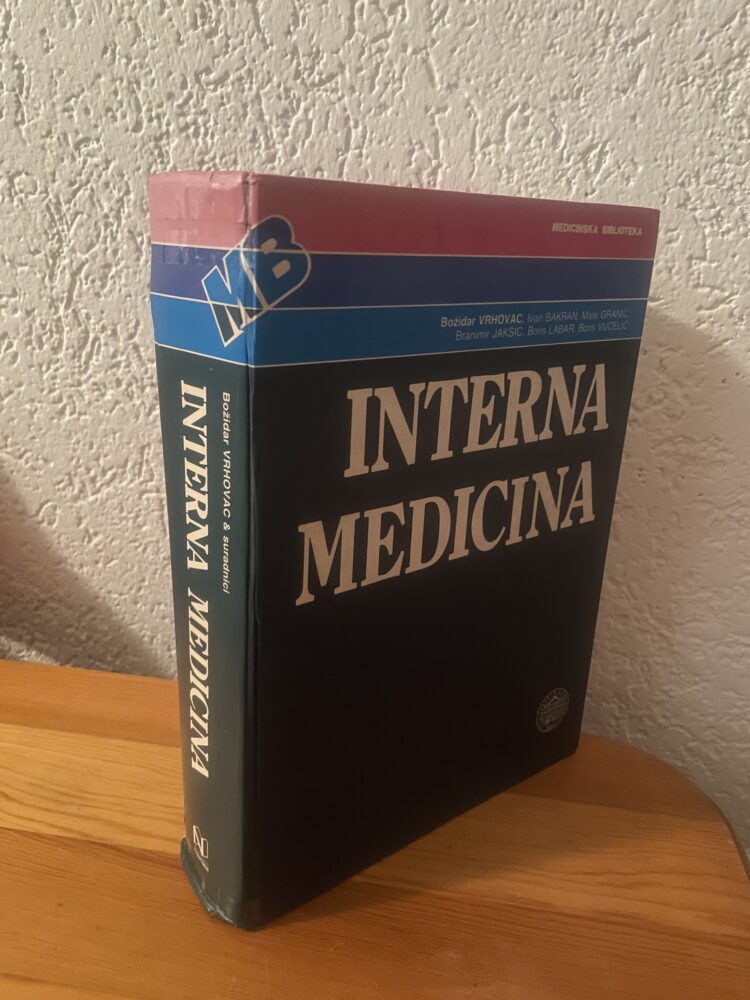 MB
MEDICINSKA BIBLIOTEKA
Božidar VRHOVAC, Ivan BAKRAN, Mate GRANIĆ
Branimir JAKŠIĆ, Boris LABAR, Boris VUCELIĆ
INTERNA
MEDICINA
Božidar VRHOVAC & suradnici
INTERNA MEDICINA